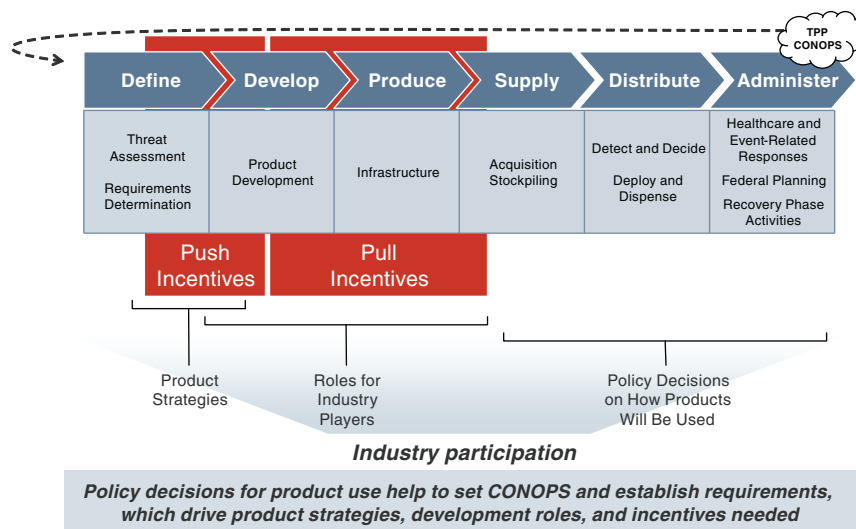 TPP
CONOPS
Define
Develop
Produce
Supply
Distribute
Administer
Threat
Assessment
Requirements
Determination
Product
Development
Infrastructure
Acquisition
Stockpiling
Detect and Decide
Deploy and
Dispense
Healthcare and
Event-Related
Responses
Federal Planning
Recovery Phase
Activities
Push
Incentives
Pull
Incentives
Product
Strategies
Roles for
Industry
Players
Policy Decisions
on How Products
Will Be Used
Industry participation
Policy decisions for product use help to set CONOPS and establish requirements,
which drive product strategies, development roles, and incentives needed